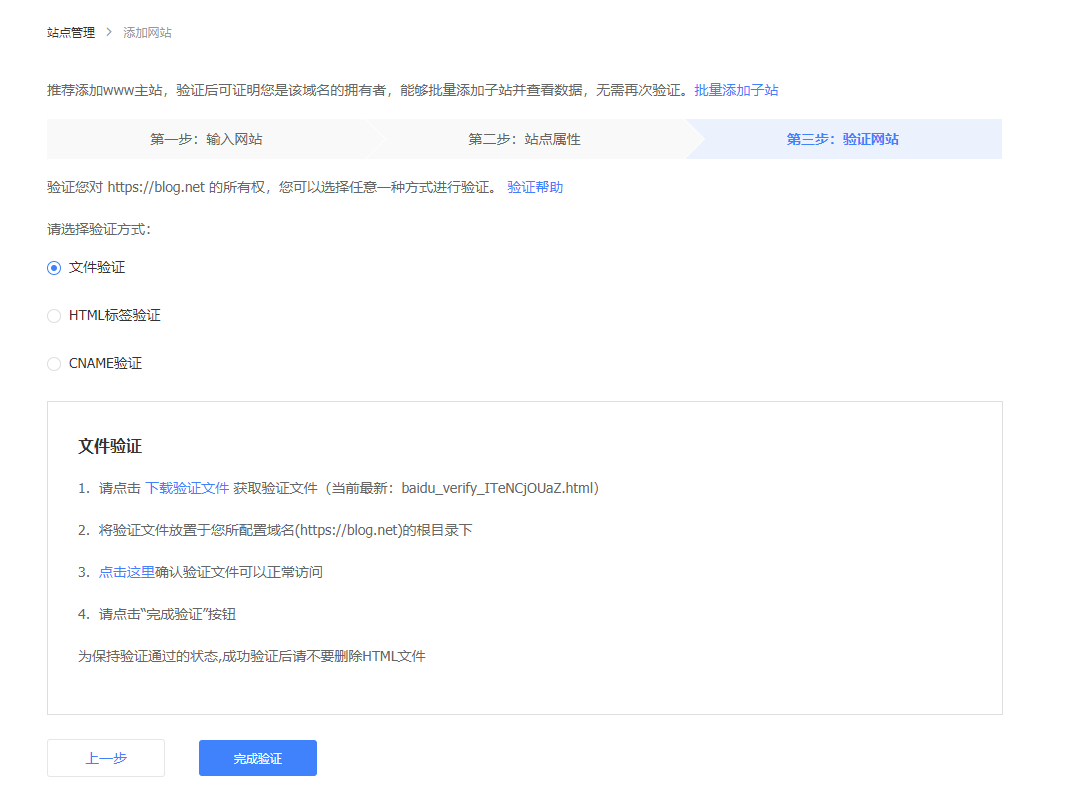 站点管理 > 添加网站
推荐添加www主站，验证后可证明您是该域名的拥有者，能够批量添加子站并查看数据，无需再次验证。批量添加子站
第一步：输入网站 第二步：站点属性 第三步：验证网站
验证您对 https://blog.net 的所有权，您可以选择任意一种方式进行验证。 验证帮助
请选择验证方式：
文件验证
HTML标签验证
CNAME验证
文件验证
1. 请点击 下载验证文件 获取验证文件（当前最新：baidu_verify_ITeNCjOUaZ.html）
2. 将验证文件放置于您所配置域名(https://blog.net)的根目录下
3. 点击这里确认验证文件可以正常访问
4. 请点击“完成验证”按钮
为保持验证通过的状态,成功验证后请不要删除HTML文件
上一步 完成验证